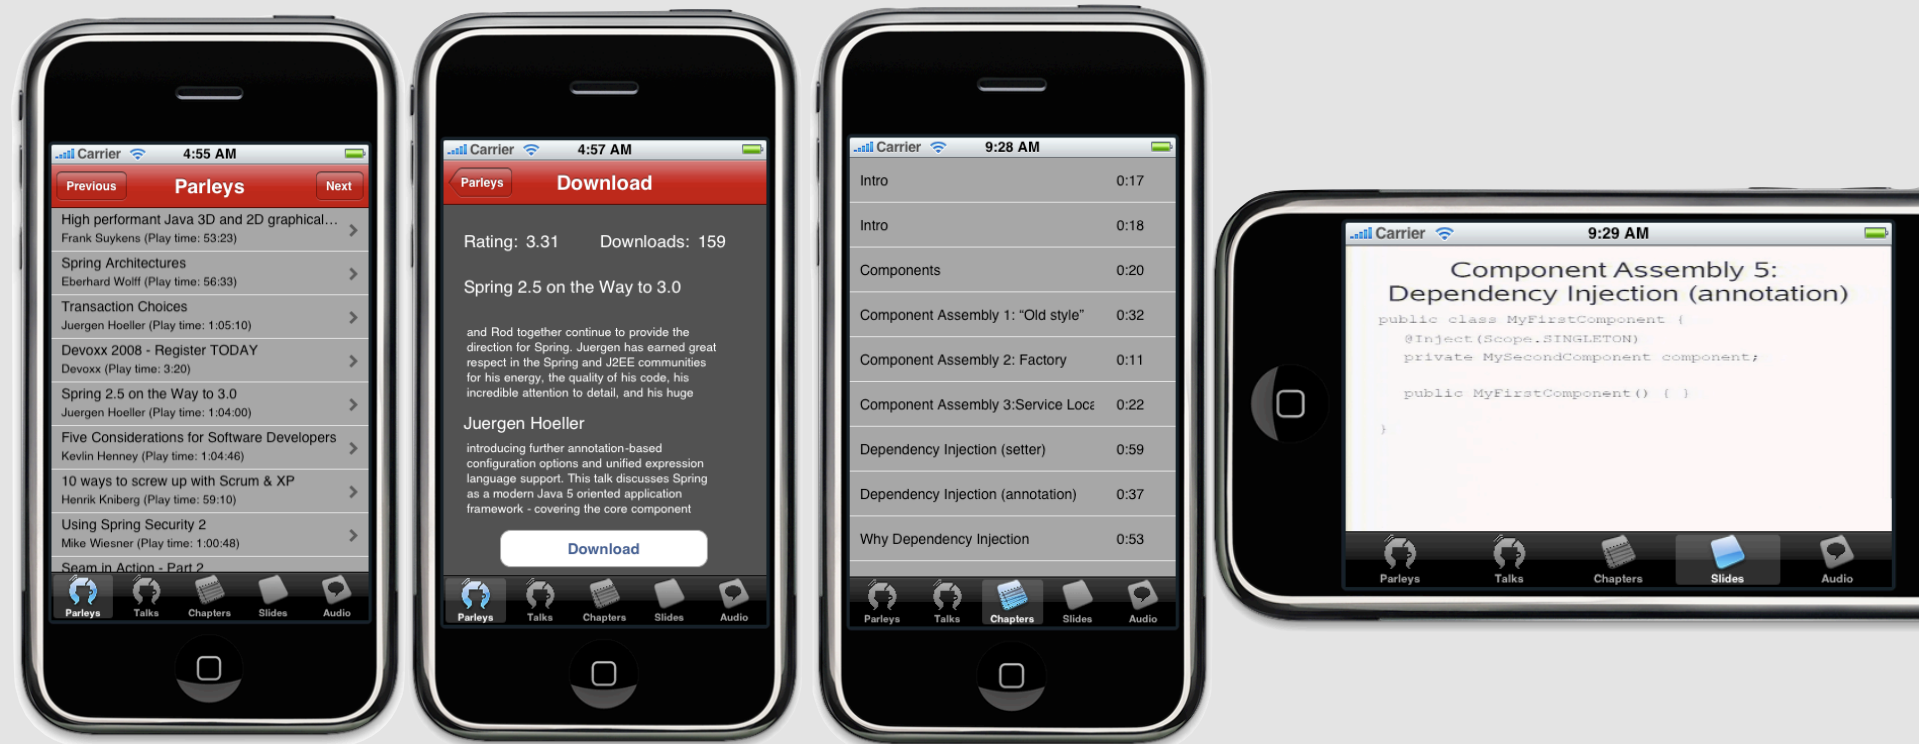 Carrier
4:55 AM
Previous
Parleys
Next
High performant Java 3D and 2D graphical...
Frank Suykens (Play time: 53:23)
Spring Architectures
Eberhard Wolff (Play time: 56:33)
Transaction Choices
Juergen Hoeller (Play time: 1:05:10)
Devoxx 2008 - Register TODAY
Devoxx (Play time: 3:20)
Spring 2.5 on the Way to 3.0
Juergen Hoeller (Play time: 1:04:00)
Five Considerations for Software Developers
Kevlin Henney (Play time: 1:04:46)
10 ways to screw up with Scrum & XP
Henrik Kniberg (Play time: 59:10)
Using Spring Security 2
Mike Wiesner (Play time: 1:00:48)
Seam in Action - Part 2
Parleys Talks Chapters Slides Audio
Carrier
4:57 AM
Parleys
Download
Rating: 3.31 Downloads: 159
Spring 2.5 on the Way to 3.0
and Rod together continue to provide the
direction for Spring. Juergen has earned great
respect in the Spring and J2EE communities
for his energy, the quality of his code, his
incredible attention to detail, and his huge
Juergen Hoeller
introducing further annotation-based
configuration options and unified expression
language support. This talk discusses Spring
as a modern Java 5 oriented application
framework - covering the core component
Download
Parleys Talks Chapters Slides Audio
Carrier
9:28 AM
Intro 0:17
Intro 0:18
Components 0:20
Component Assembly 1: “Old style” 0:32
Component Assembly 2: Factory 0:11
Component Assembly 3:Service Loca 0:22
Dependency Injection (setter) 0:59
Dependency Injection (annotation) 0:37
Why Dependency Injection 0:53
Parleys Talks Chapters Slides Audio
Carrier
9:29 AM
Component Assembly 5:
Dependency Injection (annotation)
public class MyFirstComponent {
@Inject(Scope.SINGLETON)
private MySecondComponent component;
public MyFirstComponent() { }
}
Parleys Talks Chapters Slides Audio